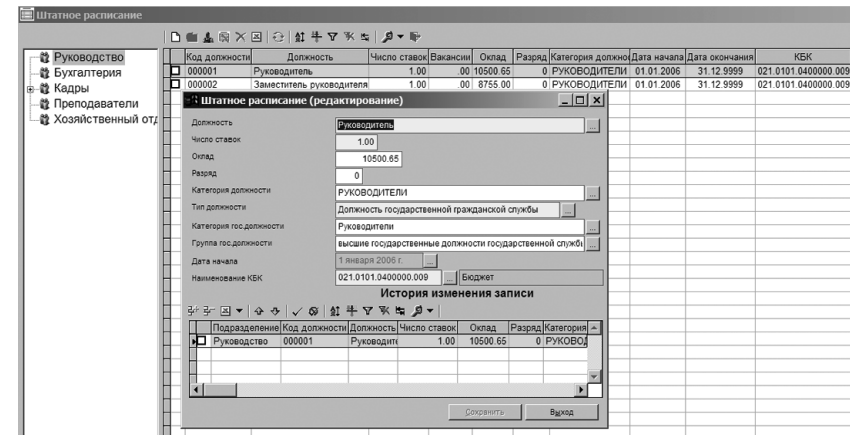 Штатное расписание
Руководство
Бухгалтерия
Кадры
Преподаватели
Хозяйственный отд
Код должности Должность Число ставок Вакансии Оклад Разряд Категория должно Дата начала Дата окончания КБК
000001 Руководитель 1.00 .00 10500.65 0 РУКОВОДИТЕЛИ 01.01.2006 31.12.9999 021.0101.0400000.009
000002 Заместитель руководителя 1.00 .00 8755.00 0 РУКОВОДИТЕЛИ 01.01.2006 31.12.9999 021.0101.0400000.009
Штатное расписание (редактирование)
Должность Руководитель ...
Число ставок 1.00
Оклад 10500.65
Разряд 0
Категория должности РУКОВОДИТЕЛИ ...
Тип должности Должность государственной гражданской службы ...
Категория гос.должности Руководители ...
Группа гос.должности высшие государственные должности государственной служб ...
Дата начала 1 января 2006 г. ...
Наименование КБК 021.0101.0400000.009 ... Бюджет
История изменения записи
Подразделение Код должности Должность Число ставок Оклад Разряд Категория
Руководство 000001 Руководит 1.00 10500.65 0 РУКОВОД
Сохранить Выход